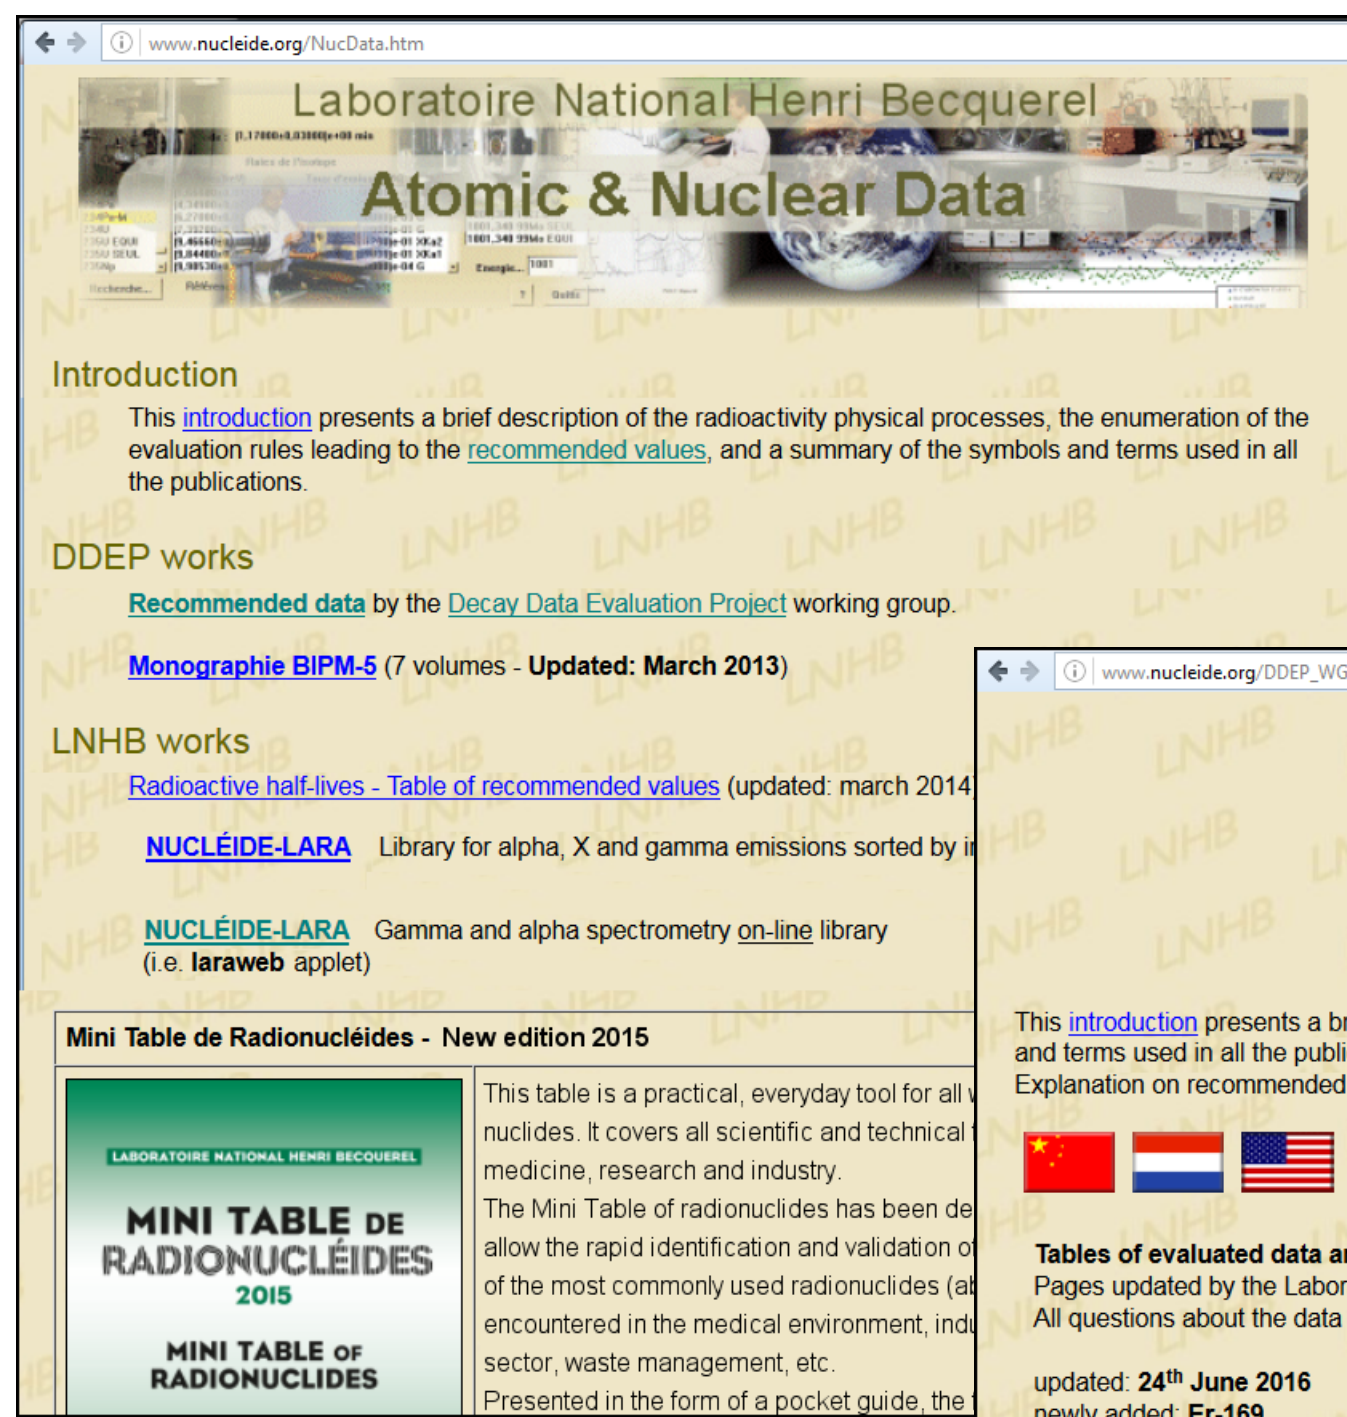 www.nucleide.org/NucData.htm
Laboratoire National Henri Becquerel
Atomic & Nuclear Data
Introduction
This introduction presents a brief description of the radioactivity physical processes, the enumeration of the
evaluation rules leading to the recommended values, and a summary of the symbols and terms used in all
the publications.
DDEP works
Recommended data by the Decay Data Evaluation Project working group.
Monographie BIPM-5 (7 volumes - Updated: March 2013)
LNHB works
Radioactive half-lives - Table of recommended values (updated: march 2014)
NUCLÉIDE-LARA Library for alpha, X and gamma emissions sorted by
NUCLÉIDE-LARA Gamma and alpha spectrometry on-line library
(i.e. laraweb applet)
Mini Table de Radionucléides - New edition 2015
LABORATOIRE NATIONAL HENRI BECQUEREL
MINI TABLE DE
RADIONUCLÉIDES
2015
MINI TABLE OF
RADIONUCLIDES
This table is a practical, everyday tool for all
nuclides. It covers all scientific and technical
medicine, research and industry.
The Mini Table of radionuclides has been de
allow the rapid identification and validation of
of the most commonly used radionuclides (ab
encountered in the medical environment, indu
sector, waste management, etc.
Presented in the form of a pocket guide, the
www.nucleide.org/DDEP_WG
This introduction presents a br
and terms used in all the publi
Explanation on recommended
Tables of evaluated data a
Pages updated by the Labor
All questions about the data
updated: 24th June 2016
newly added: Er-169
LNHB